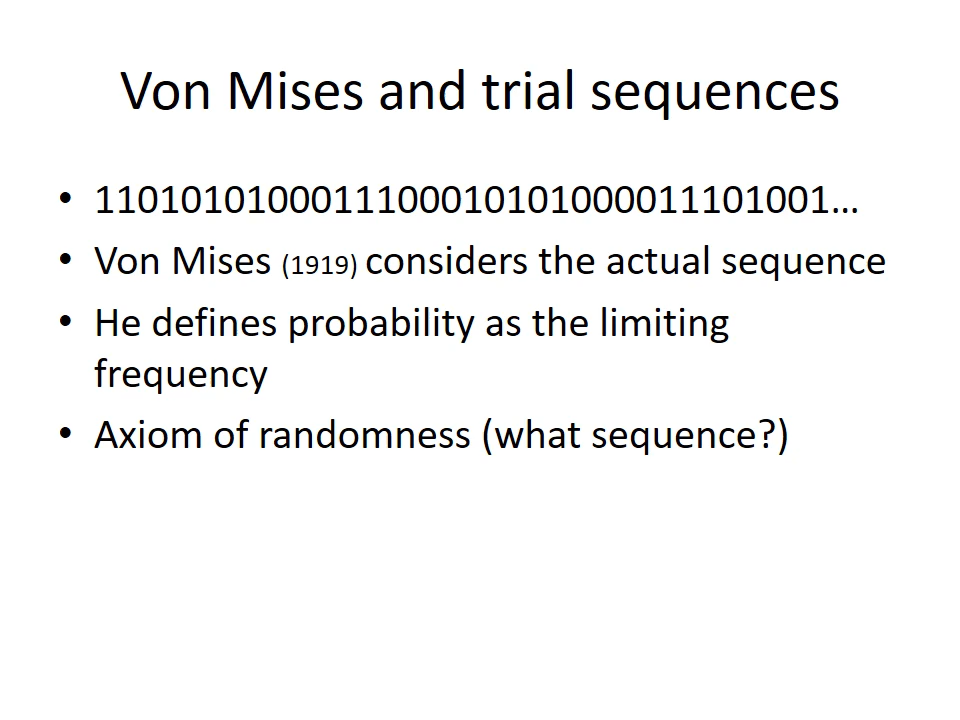 Von Mises and trial sequences
• 1101010100011100010101000011101001…
• Von Mises (1919) considers the actual sequence
• He defines probability as the limiting
frequency
• Axiom of randomness (what sequence?)